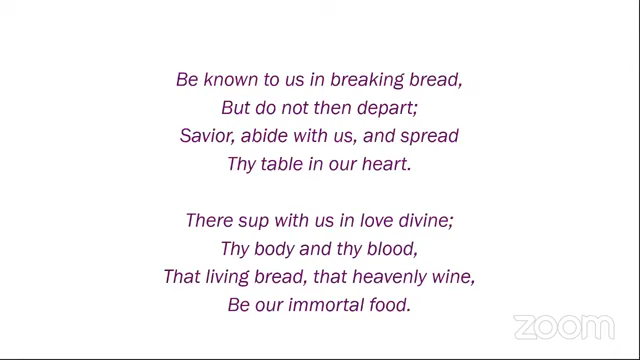 Be known to us in breaking bread,
But do not then depart;
Savior, abide with us, and spread
Thy table in our heart.
There sup with us in love divine;
Thy body and thy blood,
That living bread, that heavenly wine,
Be our immortal food.
zoom